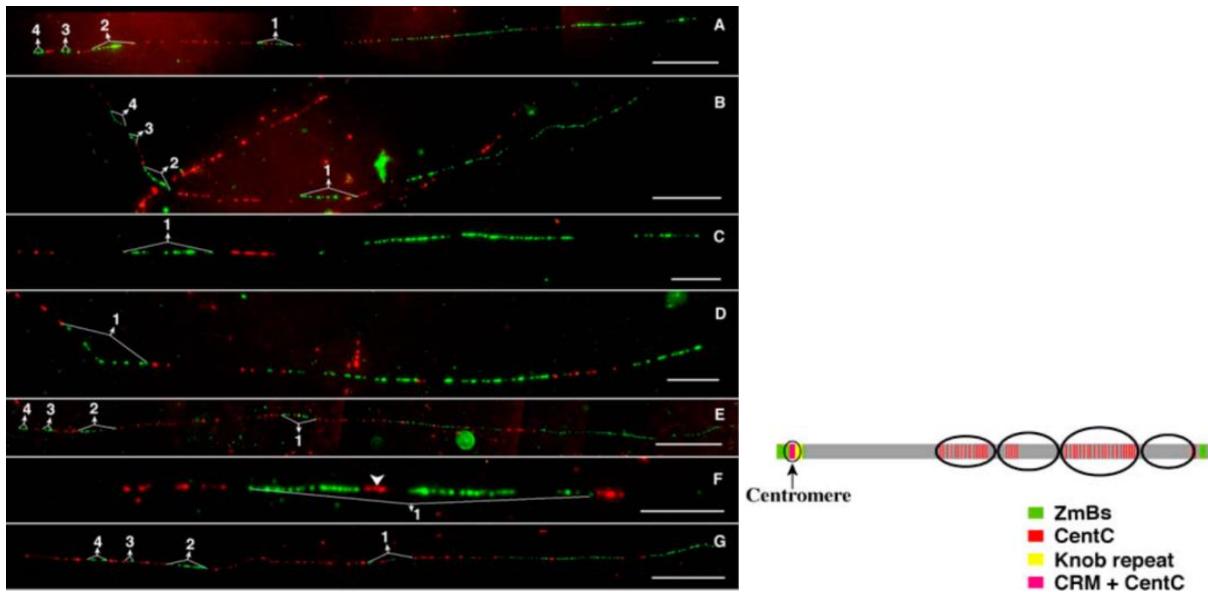 4 3 2 1 A
4 3 2 1 B
1 C
1 D
4 3 2 1 E
1 F
4 3 2 1 G
Centromere
ZmBs
CentC
Knob repeat
CRM + CentC